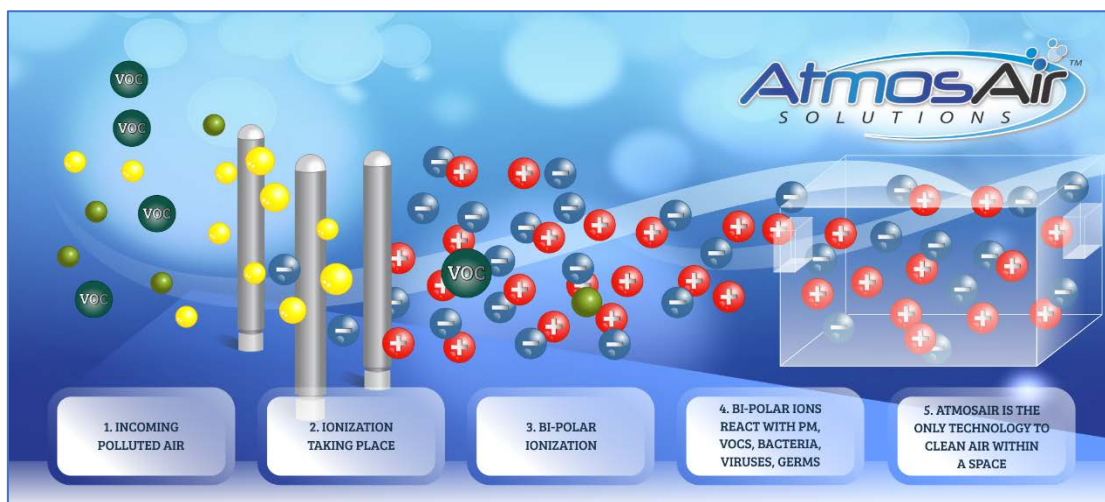 AtmosAir™
SOLUTIONS
VOC
VOC
VOC
VOC
VOC
1. INCOMING
POLLUTED AIR
2. IONIZATION
TAKING PLACE
3. BI-POLAR
IONIZATION
4. BI-POLAR IONS
REACT WITH PM,
VOCS, BACTERIA,
VIRUSES, GERMS
5. ATMOSAIR IS THE
ONLY TECHNOLOGY TO
CLEAN AIR WITHIN
A SPACE